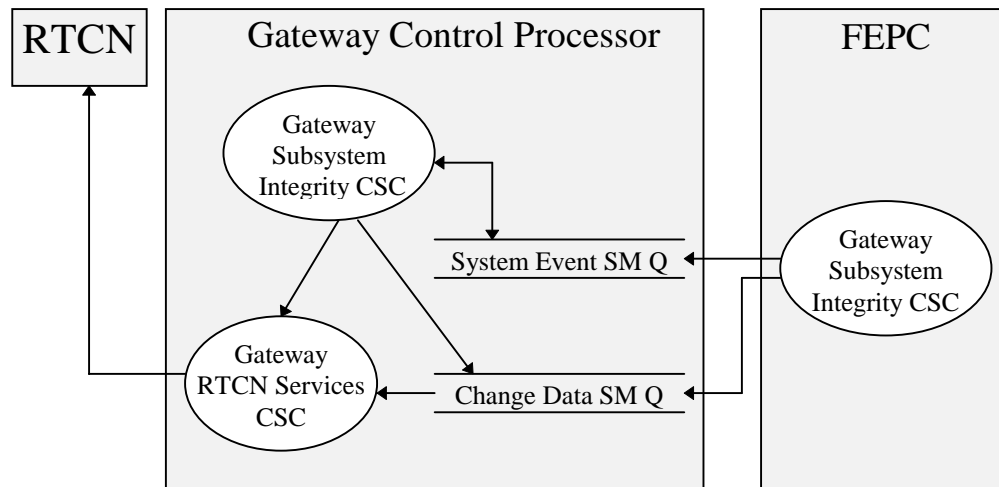 RTCN
Gateway Control Processor
FEPC
Gateway
Subsystem
Integrity CSC
System Event SM Q
Gateway
Subsystem
Integrity CSC
Gateway
RTCN Services
CSC
Change Data SM Q